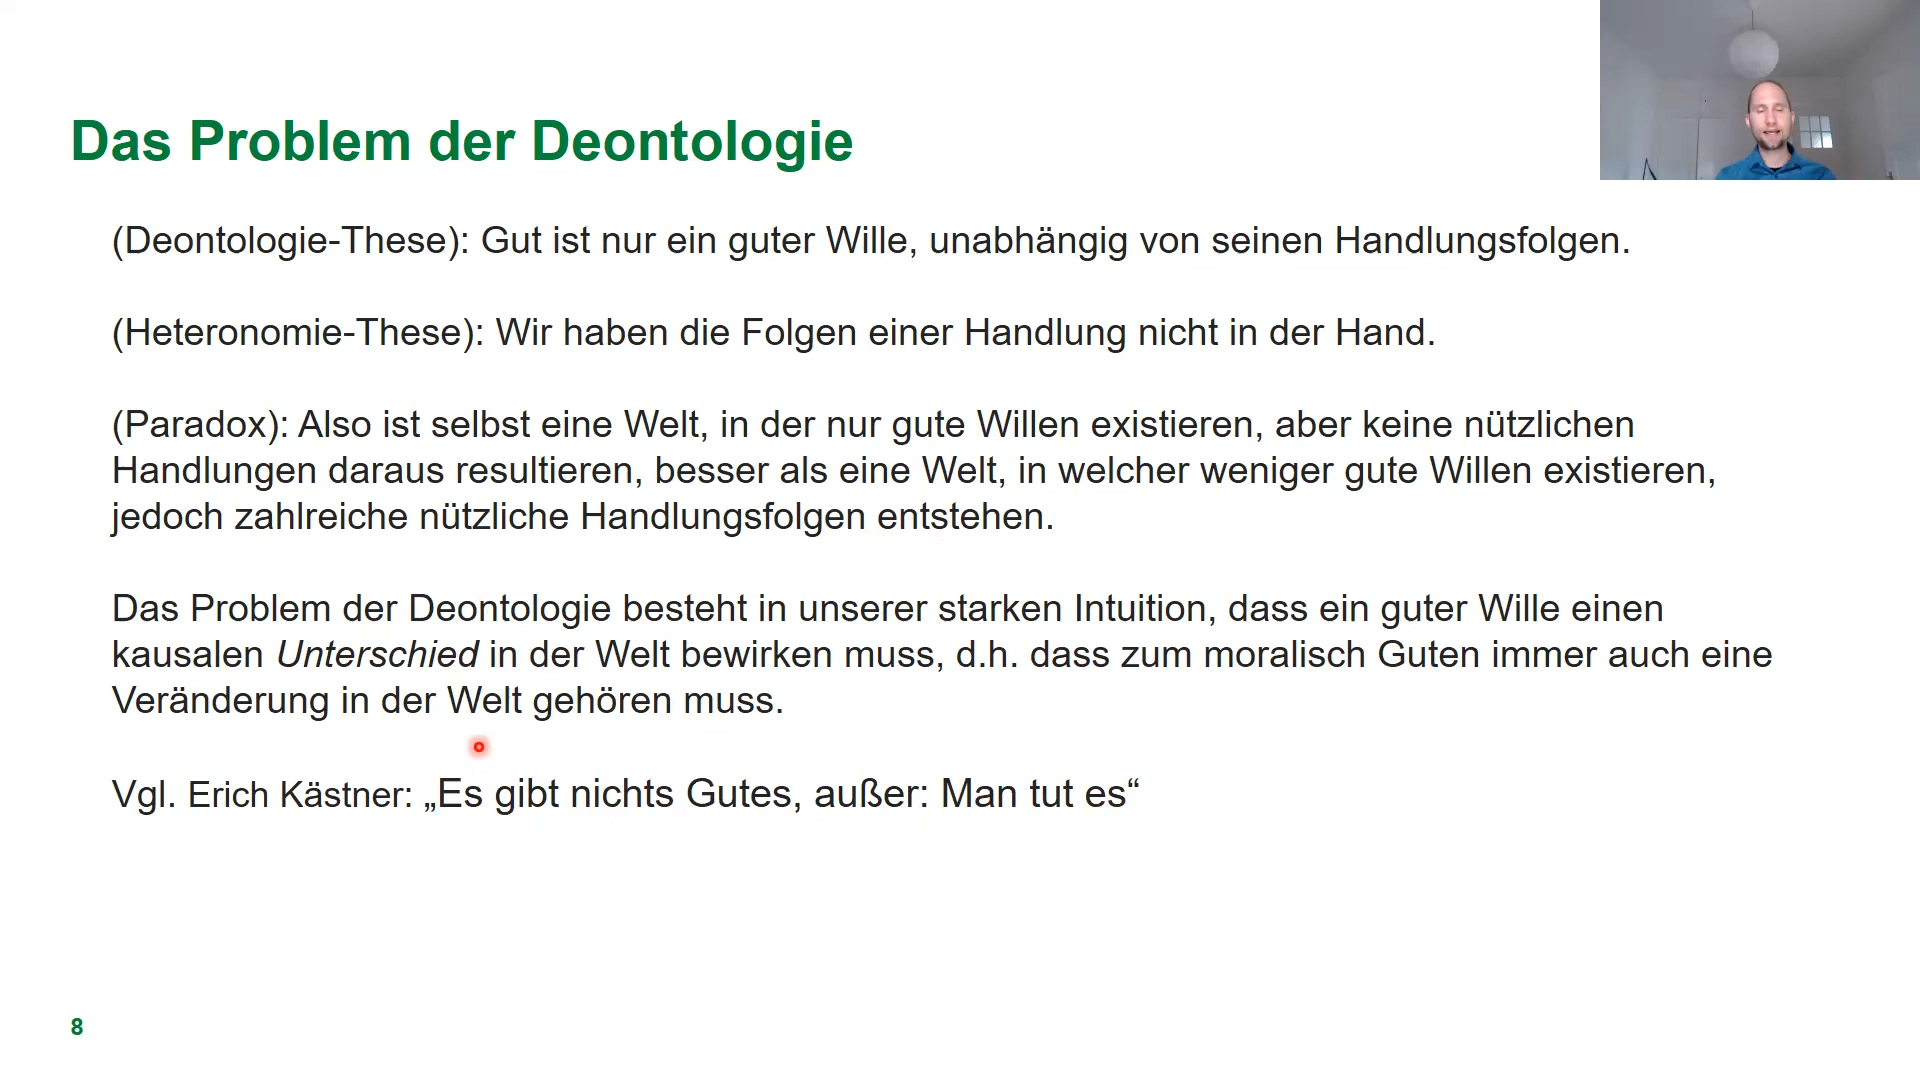 Das Problem der Deontologie
(Deontologie-These): Gut ist nur ein guter Wille, unabhängig von seinen Handlungsfolgen.
(Heteronomie-These): Wir haben die Folgen einer Handlung nicht in der Hand.
(Paradox): Also ist selbst eine Welt, in der nur gute Willen existieren, aber keine nützlichen
Handlungen daraus resultieren, besser als eine Welt, in welcher weniger gute Willen existieren,
jedoch zahlreiche nützliche Handlungsfolgen entstehen.
Das Problem der Deontologie besteht in unserer starken Intuition, dass ein guter Wille einen
kausalen Unterschied in der Welt bewirken muss, d.h. dass zum moralisch Guten immer auch eine
Veränderung in der Welt gehören muss.
Vgl. Erich Kästner: „Es gibt nichts Gutes, außer: Man tut es“
8